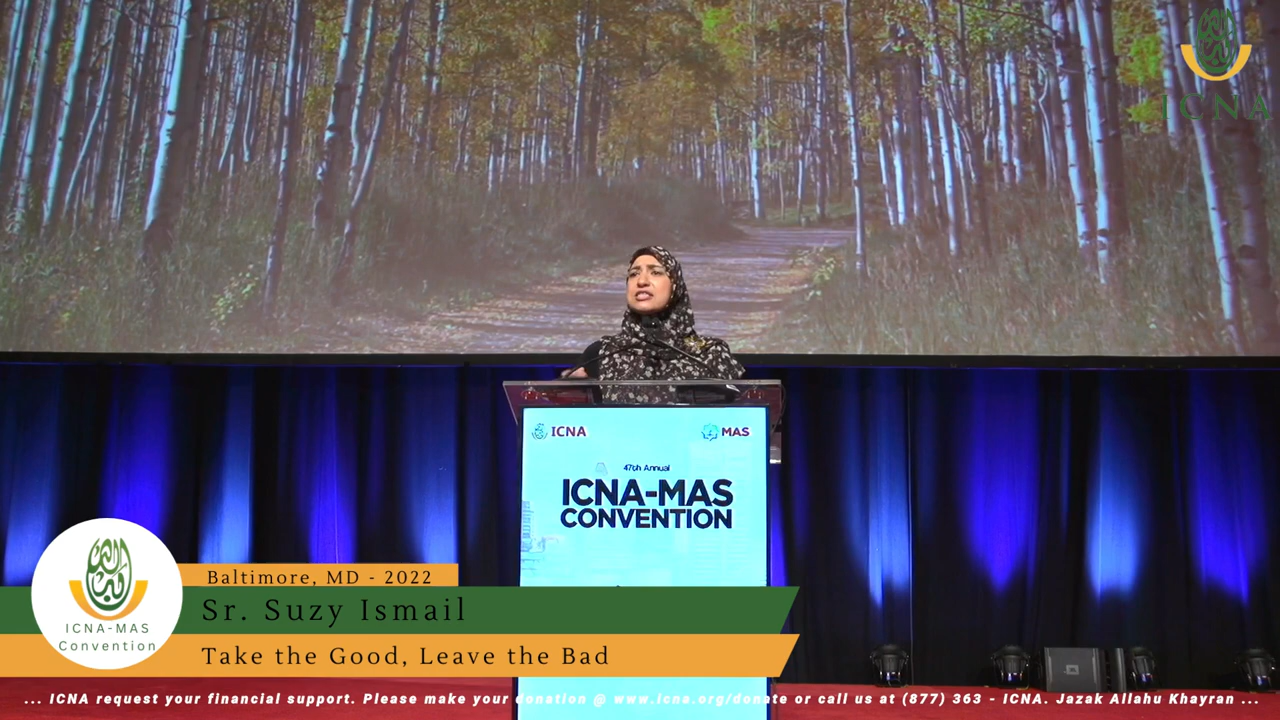 ICNA
ICNA
MAS
47th Annual
ICNA-MAS
CONVENTION
Baltimore, MD - 2022
Sr. Suzy Ismail
ICNA-MAS
Convention
Take the Good, Leave the Bad
... ICNA request your financial support. Please make your donation @ www.icna.org/donate or call us at (877) 363 - ICNA. Jazak Allahu Khayran ...